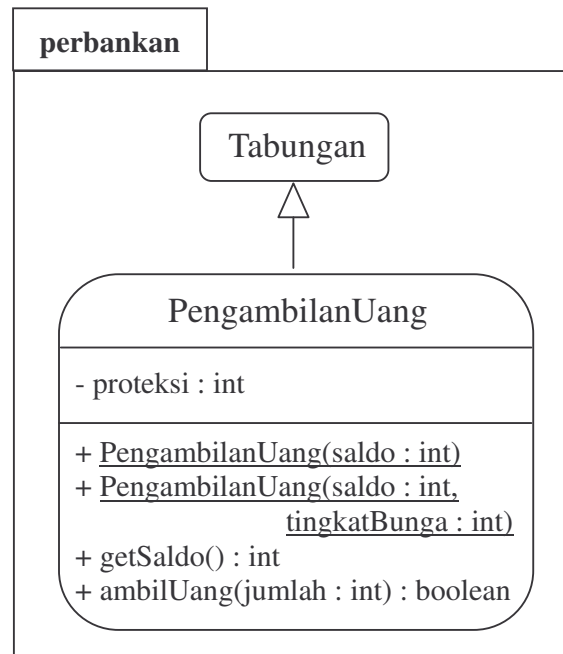 perbankan
Tabungan
PengambilanUang
- proteksi : int
+ PengambilanUang(saldo : int)
+ PengambilanUang(saldo : int,
tingkatBunga : int)
+ getSaldo() : int
+ ambilUang(jumlah : int) : boolean